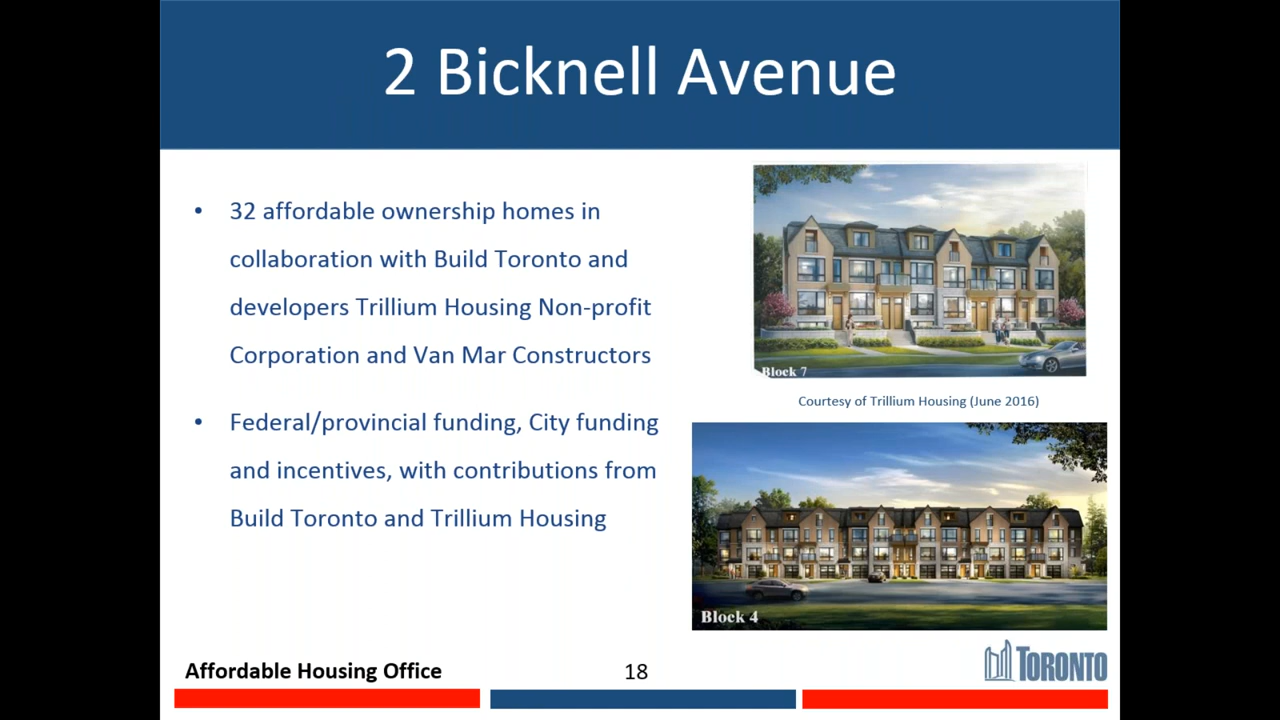 2 Bicknell Avenue
• 32 affordable ownership homes in
collaboration with Build Toronto and
developers Trillium Housing Non-profit
Corporation and Van Mar Constructors
• Federal/provincial funding, City funding
and incentives, with contributions from
Build Toronto and Trillium Housing
Block 7
Courtesy of Trillium Housing (June 2016)
Block 4
Affordable Housing Office
18
TORONTO